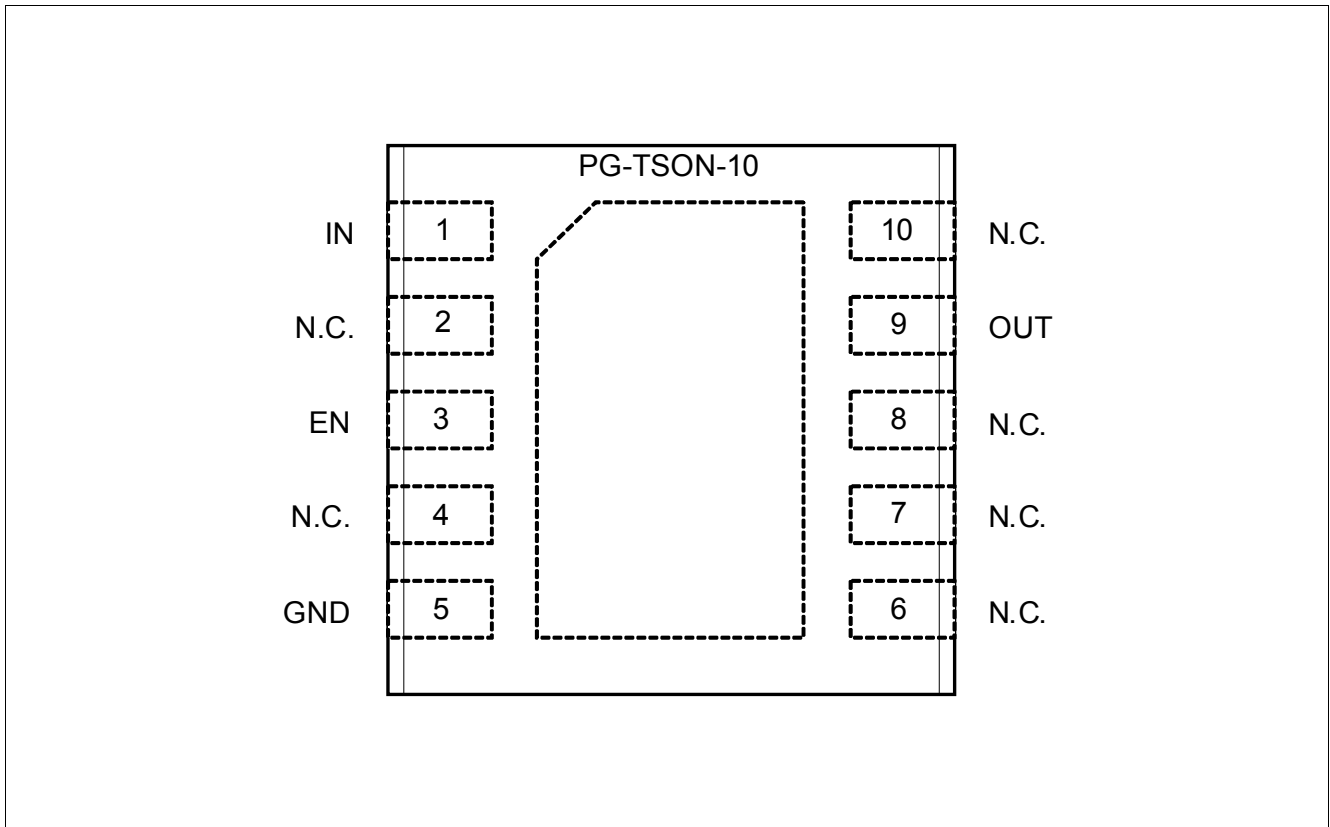 PG-TSON-10
IN 1 10 N.C.
N.C. 2 9 OUT
EN 3 8 N.C.
N.C. 4 7 N.C.
GND 5 6 N.C.